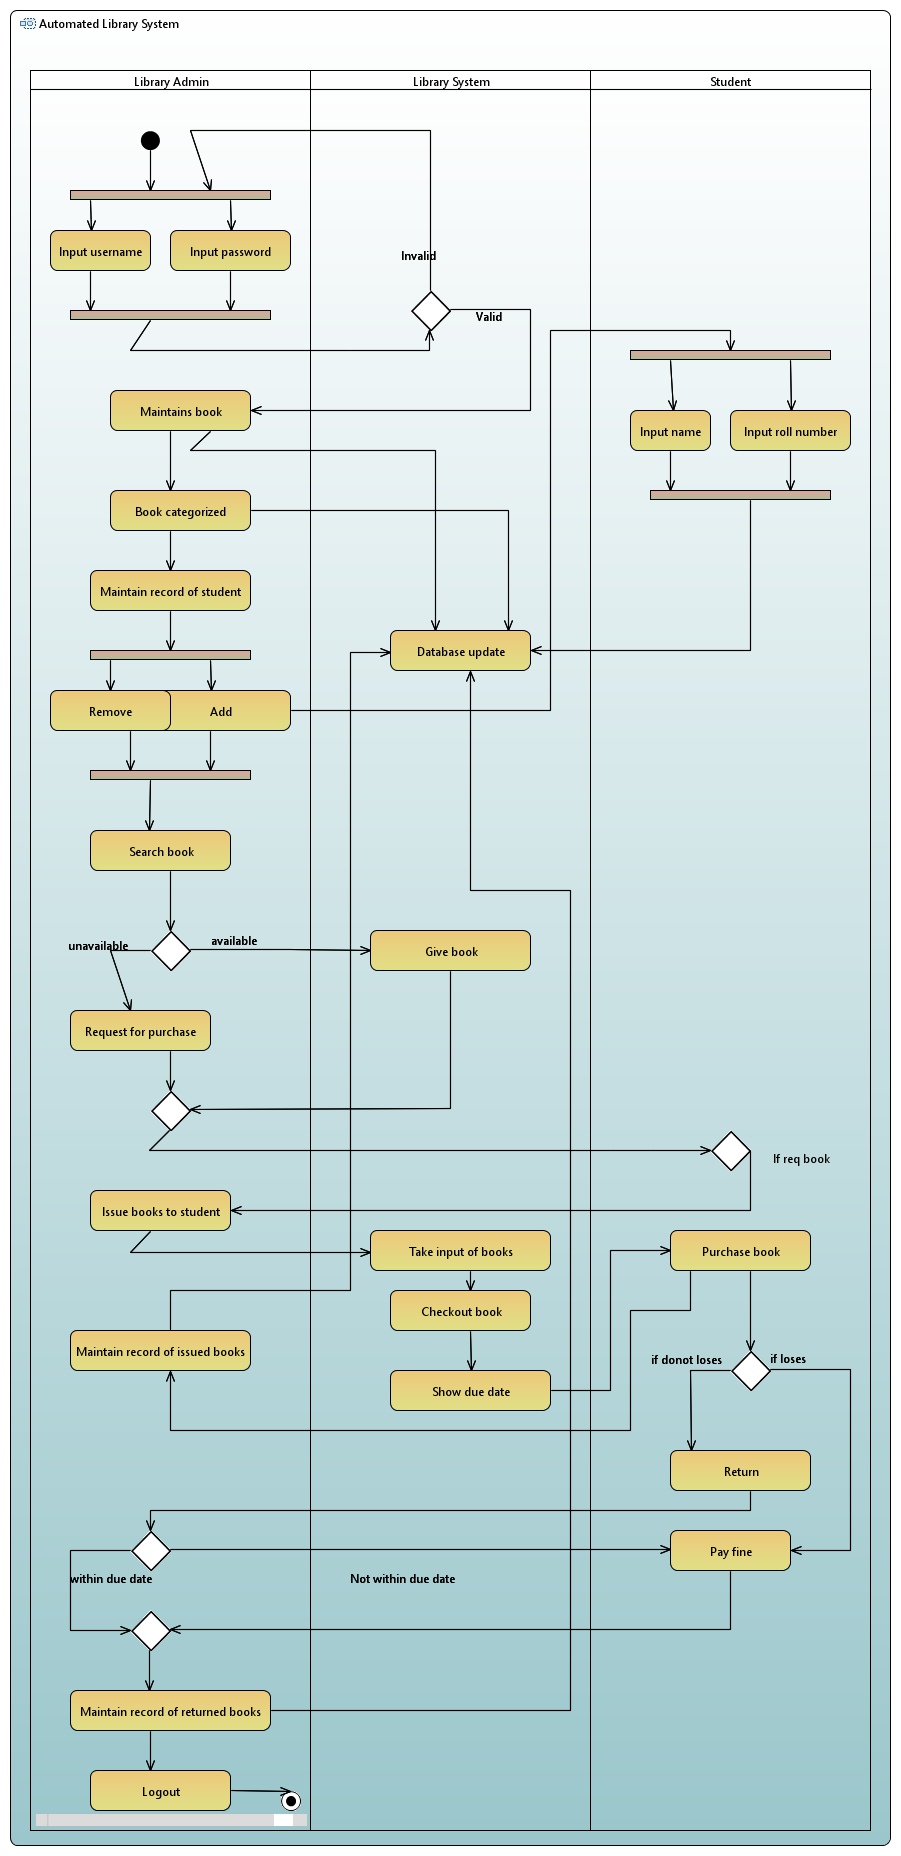 Automated Library System
Library Admin
Library System
Student
Input username
Input password
Invalid
Valid
Maintains book
Input name
Input roll number
Book categorized
Maintain record of student
Database update
Remove
Add
Search book
unavailable
available
Give book
Request for purchase
If req book
Issue books to student
Take input of books
Purchase book
Checkout book
Maintain record of issued books
if donot loses
if loses
Show due date
Return
Pay fine
within due date
Not within due date
Maintain record of returned books
Logout